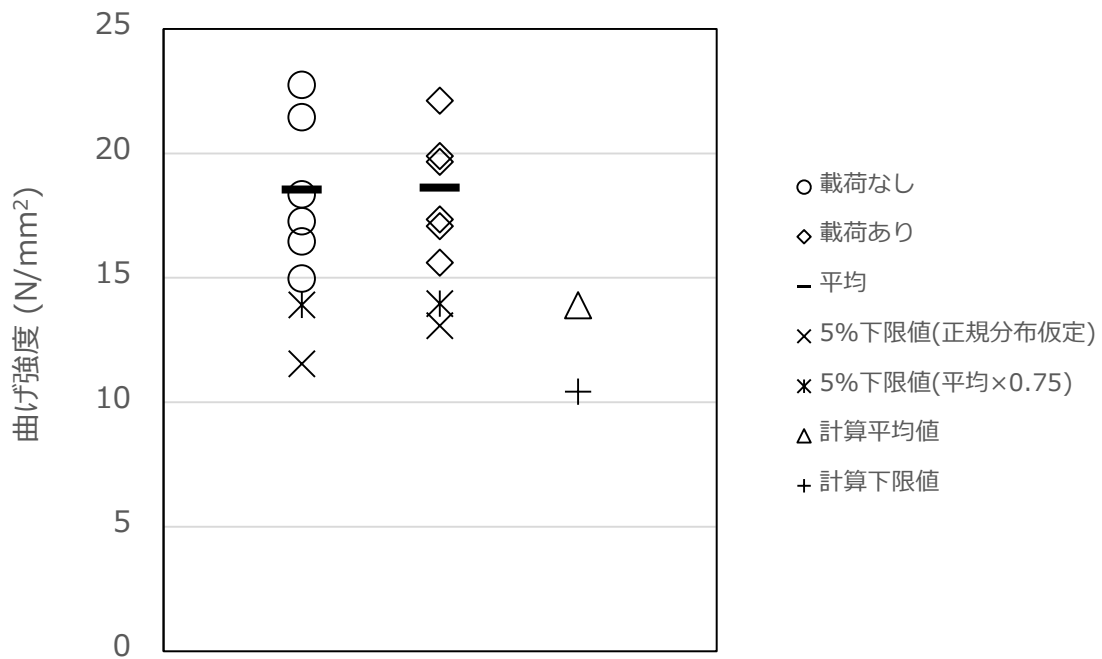 25
20
15
10
5
0
曲げ強度 (N/mm²)
載荷なし
載荷あり
平均
5%下限値(正規分布仮定)
5%下限値(平均×0.75)
計算平均値
計算下限値